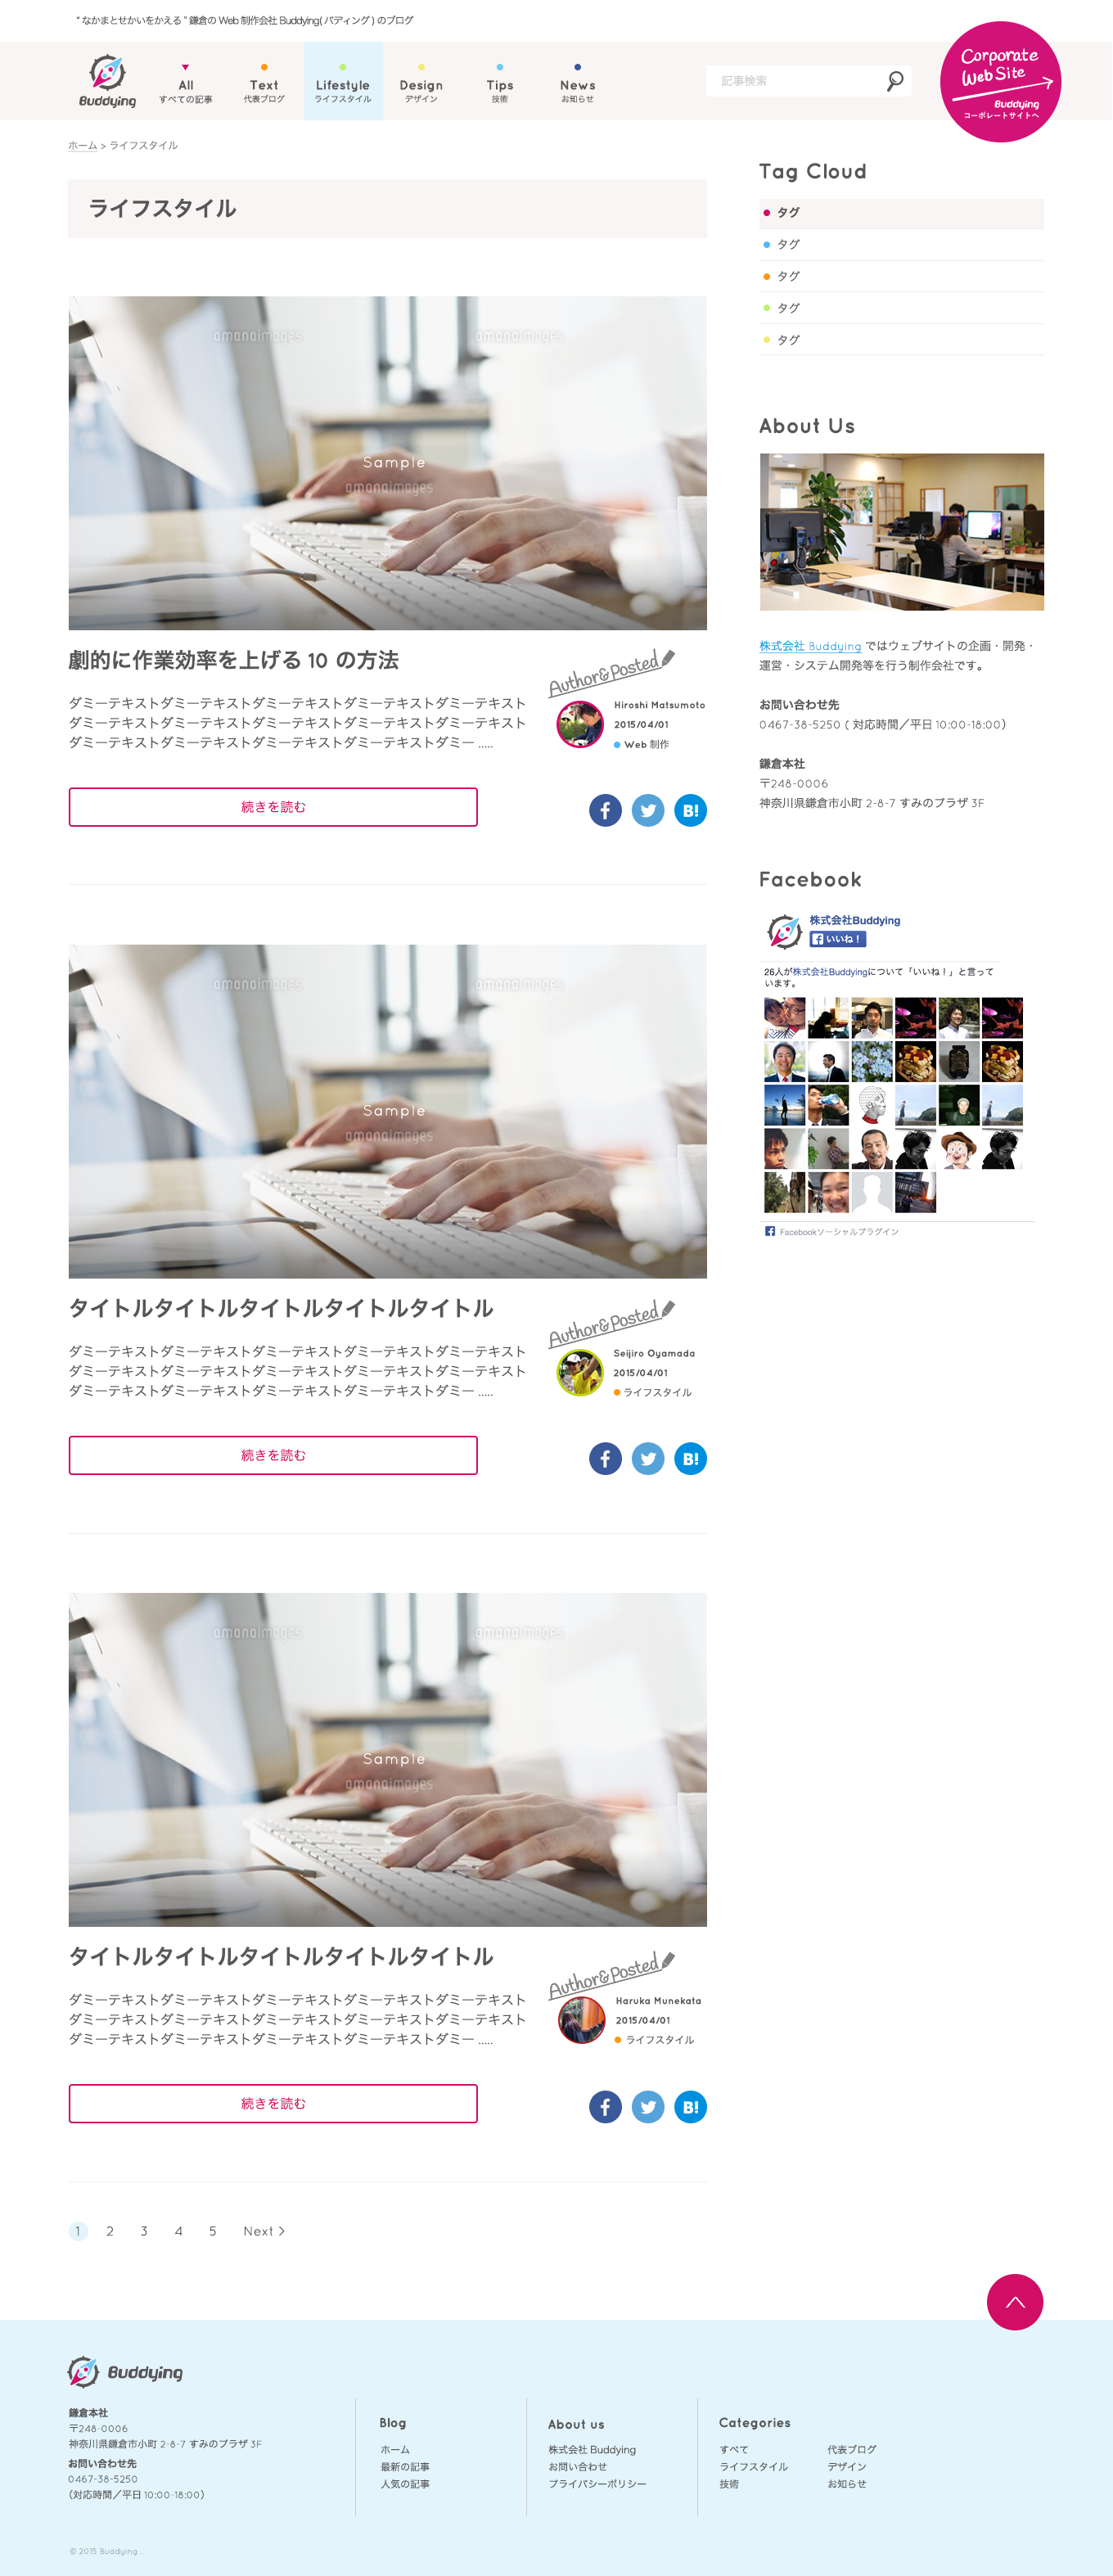 “ なかまとせかいをかえる ” 鎌倉の Web 制作会社 Buddying( バディング ) のブログ
Buddying
All
すべての記事
Text
代表ブログ
Lifestyle
ライフスタイル
Design
デザイン
Tips
技術
News
お知らせ
記事検索
Corporate
Web Site
Buddying
コーポレートサイトへ
ホーム > ライフスタイル
ライフスタイル
amanaimages
amanaimages
Sample
amanaimages
劇的に作業効率を上げる 10 の方法
ダミーテキストダミーテキストダミーテキストダミーテキストダミーテキスト
ダミーテキストダミーテキストダミーテキストダミーテキストダミーテキスト
ダミーテキストダミーテキストダミーテキストダミーテキストダミー .....
Author&Posted
Hiroshi Matsumoto
2015/04/01
Web 制作
続きを読む
f
B!
amanaimages
amanaimages
Sample
amanaimages
タイトルタイトルタイトルタイトルタイトル
ダミーテキストダミーテキストダミーテキストダミーテキストダミーテキスト
ダミーテキストダミーテキストダミーテキストダミーテキストダミーテキスト
ダミーテキストダミーテキストダミーテキストダミーテキストダミー .....
Author&Posted
Seijiro Oyamada
2015/04/01
ライフスタイル
続きを読む
f
B!
amanaimages
amanaimages
Sample
amanaimages
タイトルタイトルタイトルタイトルタイトル
ダミーテキストダミーテキストダミーテキストダミーテキストダミーテキスト
ダミーテキストダミーテキストダミーテキストダミーテキストダミーテキスト
ダミーテキストダミーテキストダミーテキストダミーテキストダミー .....
Author&Posted
Haruka Munekata
2015/04/01
ライフスタイル
続きを読む
f
B!
1 2 3 4 5 Next >
Tag Cloud
タグ
タグ
タグ
タグ
タグ
About Us
株式会社 Buddying ではウェブサイトの企画・開発・
運営・システム開発等を行う制作会社です。
お問い合わせ先
0467-38-5250 ( 対応時間／平日 10:00-18:00)
鎌倉本社
〒248-0006
神奈川県鎌倉市小町 2-8-7 すみのプラザ 3F
Facebook
株式会社Buddying
いいね！
26人が株式会社Buddyingについて「いいね！」と言って
います。
Facebookソーシャルプラグイン
Buddying
鎌倉本社
〒248-0006
神奈川県鎌倉市小町 2-8-7 すみのプラザ 3F
お問い合わせ先
0467-38-5250
(対応時間／平日 10:00-18:00)
Blog
ホーム
最新の記事
人気の記事
About us
株式会社 Buddying
お問い合わせ
プライバシーポリシー
Categories
すべて
ライフスタイル
技術
代表ブログ
デザイン
お知らせ
© 2015 Buddying .